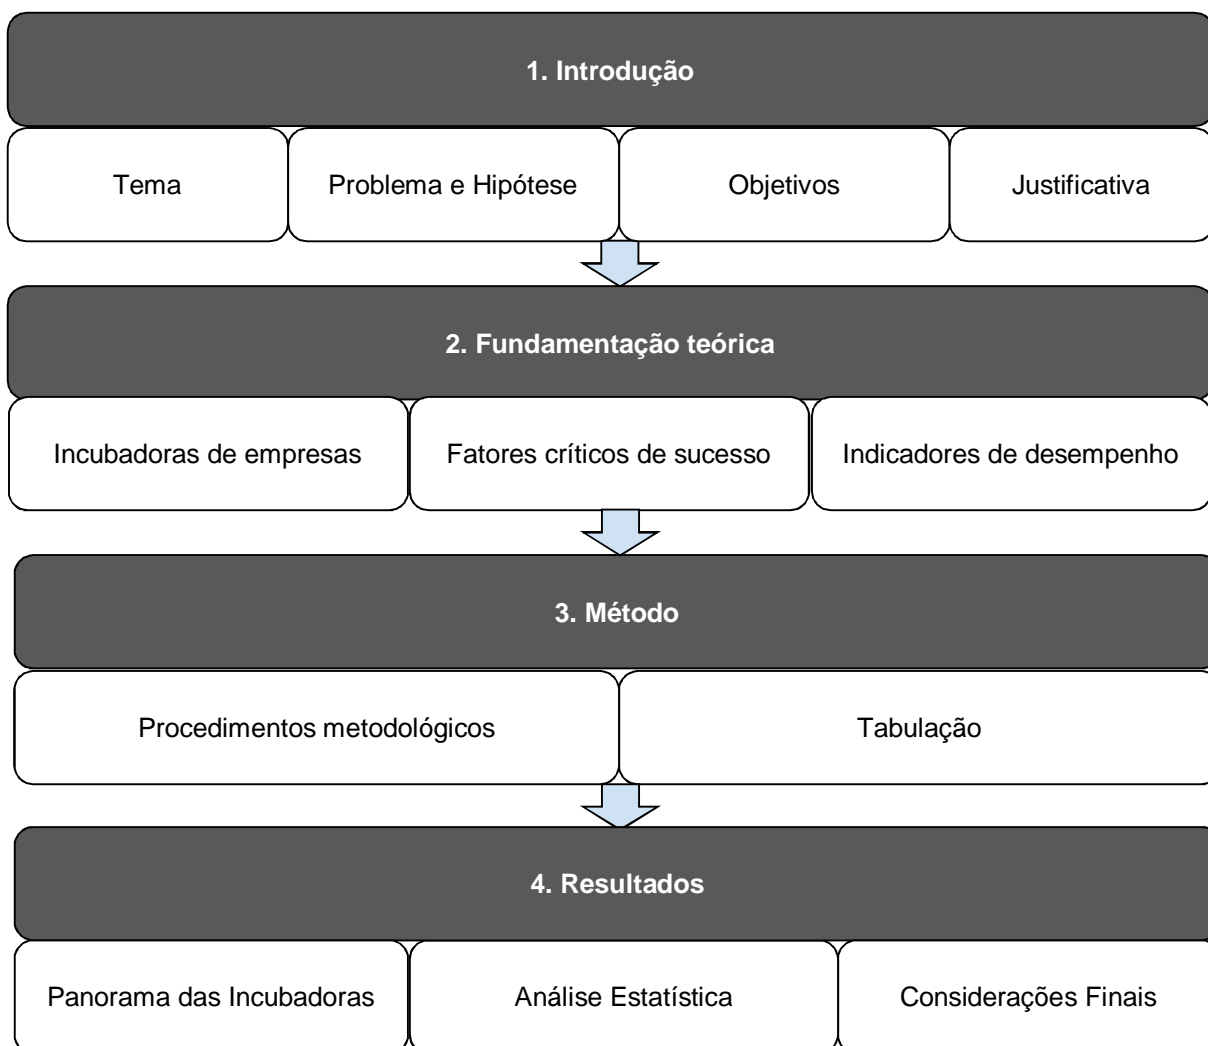 1. Introdução
Tema
Problema e Hipótese
Objetivos
Justificativa
2. Fundamentação teórica
Incubadoras de empresas
Fatores críticos de sucesso
Indicadores de desempenho
3. Método
Procedimentos metodológicos
Tabulação
4. Resultados
Panorama das Incubadoras
Análise Estatística
Considerações Finais